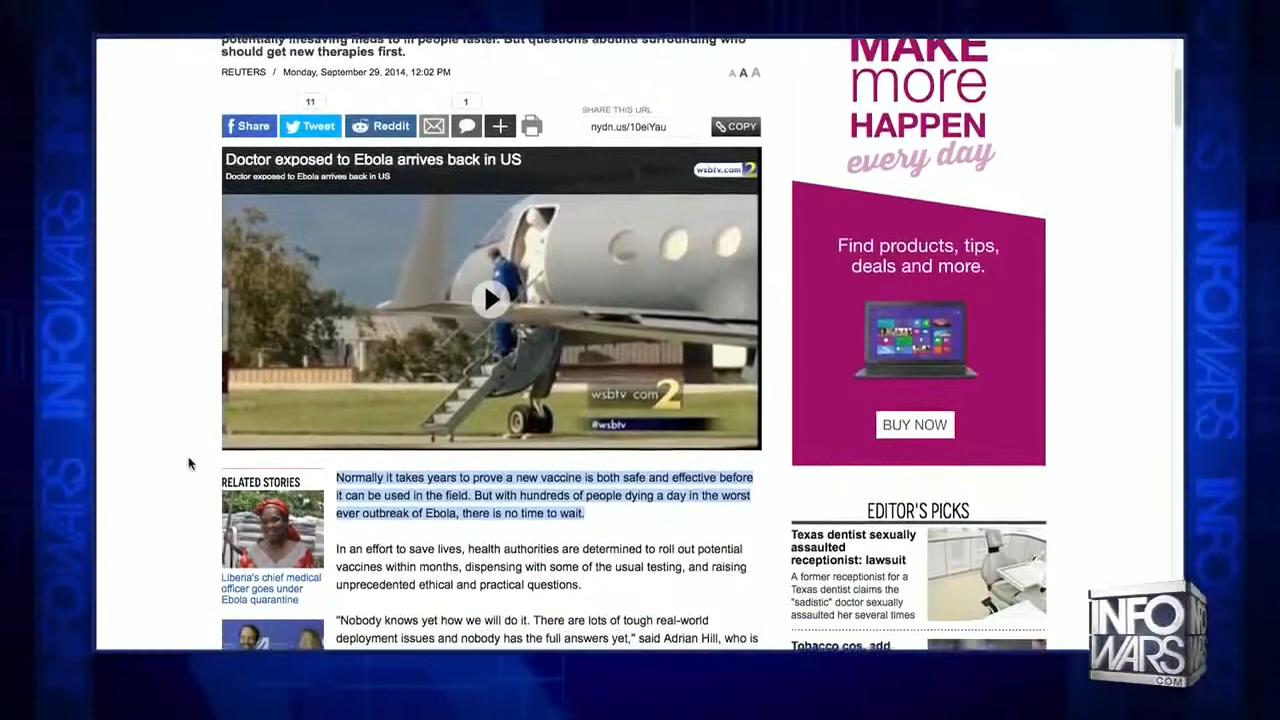 potentially lifesaving meds to ill people faster. But questions abound surrounding who
should get new therapies first.
REUTERS / Monday, September 29, 2014, 12:02 PM
A A A
11
1
SHARE THIS URL
Share
Tweet
Reddit
nydn.us/10eiYau
COPY
Doctor exposed to Ebola arrives back in US
Doctor exposed to Ebola arrives back in US
wsbtv.com 2
wsbtv com 2
#wsbtv
RELATED STORIES
Liberia's chief medical
officer goes under
Ebola quarantine
Normally it takes years to prove a new vaccine is both safe and effective before
it can be used in the field. But with hundreds of people dying a day in the worst
ever outbreak of Ebola, there is no time to wait.
In an effort to save lives, health authorities are determined to roll out potential
vaccines within months, dispensing with some of the usual testing, and raising
unprecedented ethical and practical questions.
"Nobody knows yet how we will do it. There are lots of tough real-world
deployment issues and nobody has the full answers yet," said Adrian Hill, who is
MAKE
more
HAPPEN
every day
Find products, tips,
deals and more.
BUY NOW
EDITOR'S PICKS
Texas dentist sexually
assaulted
receptionist: lawsuit
A former receptionist for a
Texas dentist claims the
"sadistic" doctor sexually
assaulted her several times
Tobacco cos. add
INFOWARS
INFOWARS
INFO
WARS
.COM